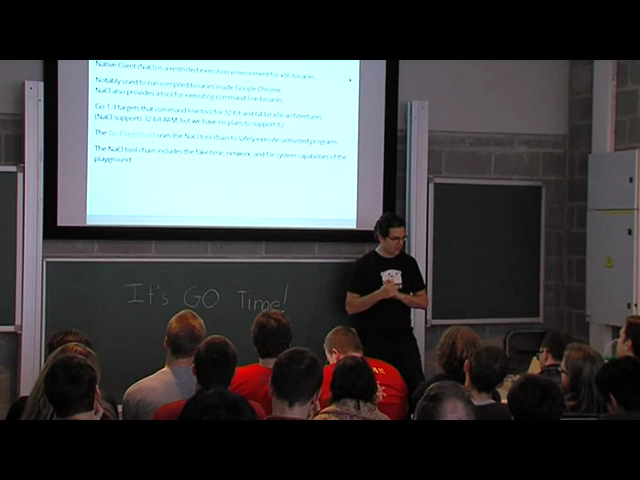 Native Client (NaCl) is a restricted execution environment for x86 binaries.
Notably used to run compiled binaries inside Google Chrome.
NaCl also provides a tool for executing command-line binaries.
Go 1.3 targets that command-line tool for 32-bit and 64-bit x86 architectures.
(NaCl supports 32-bit ARM, but we have no plans to support it.)
The Go Playground uses the NaCl tool chain to safely execute untrusted programs.
The NaCl tool chain includes the fake time, network, and file system capabilities of the
playground.
It's GO Time!